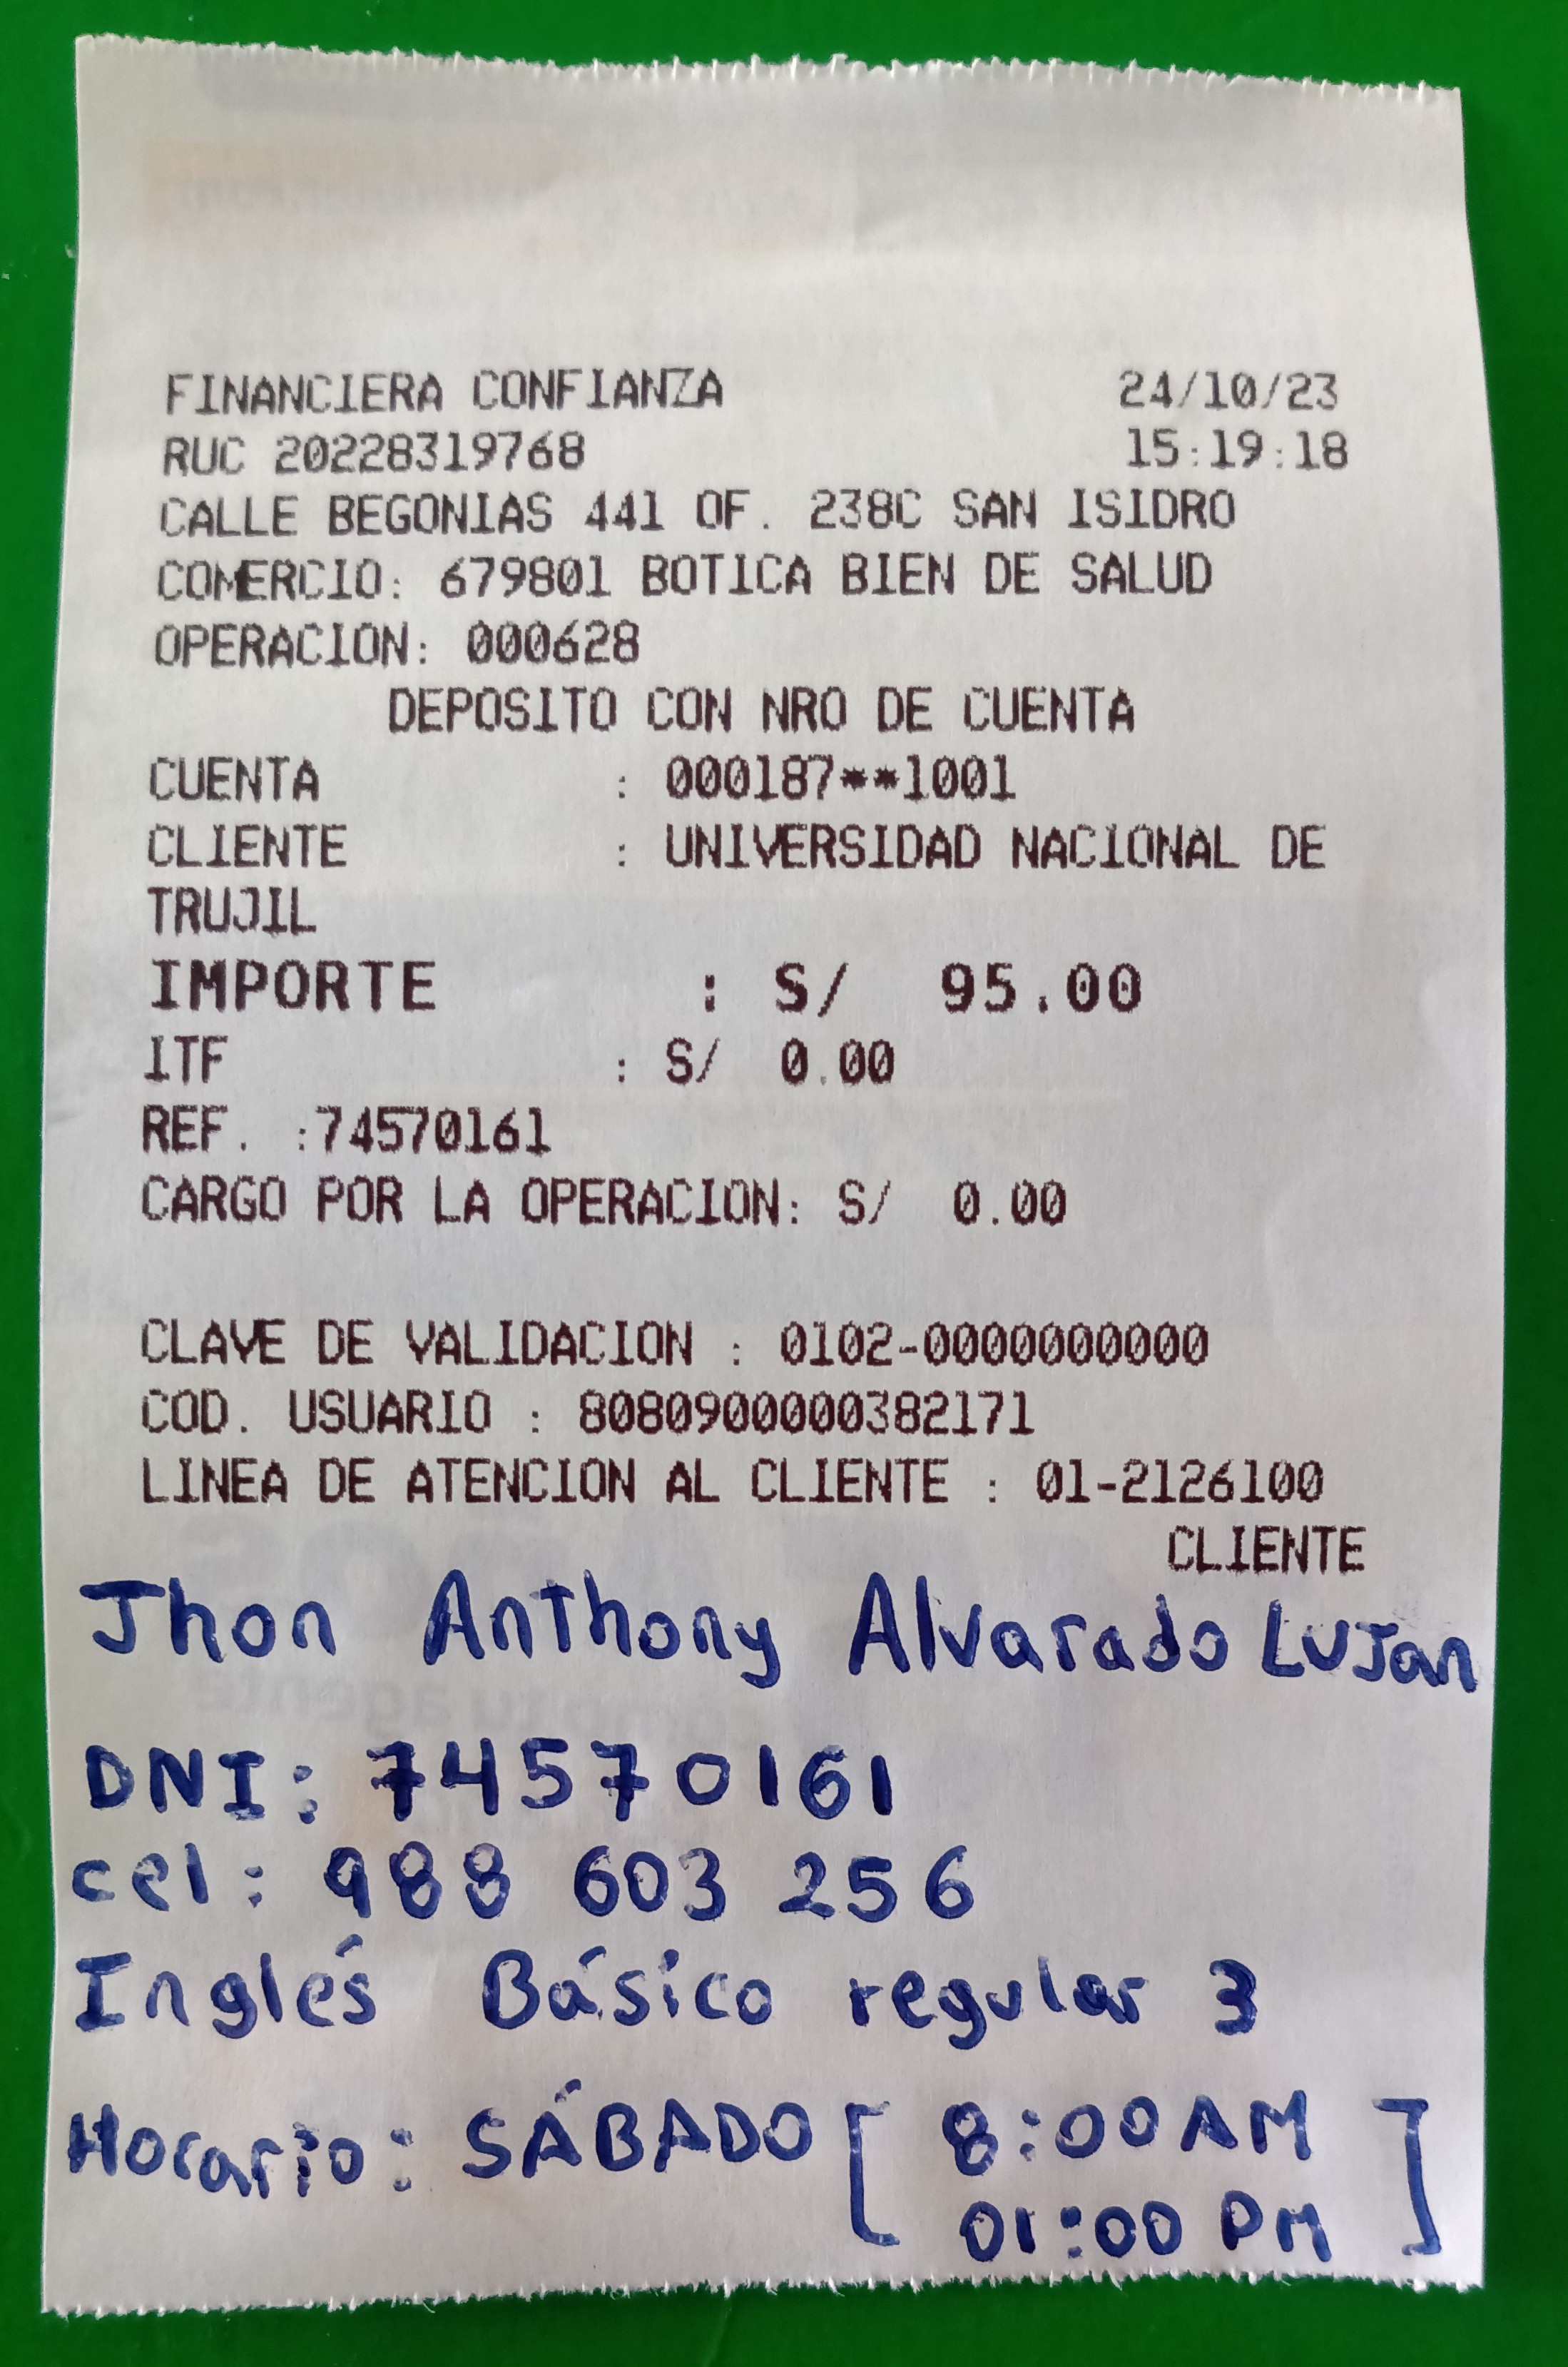 FINANCIERA CONFIANZA 24/10/23
RUC 20228319768 15:19:18
CALLE BEGONIAS 441 OF. 238C SAN ISIDRO
COMERCIO: 679801 BOTICA BIEN DE SALUD
OPERACION: 000628
DEPOSITO CON NRO DE CUENTA
CUENTA : 000187**1001
CLIENTE : UNIVERSIDAD NACIONAL DE
TRUJIL
IMPORTE : S/ 95.00
ITF : S/ 0.00
REF. :74570161
CARGO POR LA OPERACION: S/ 0.00
CLAVE DE VALIDACION : 0102-0000000000
COD. USUARIO : 8080900000382171
LINEA DE ATENCION AL CLIENTE : 01-2126100
CLIENTE
Jhon Anthony Alvarado LuJan
DNI: 74570161
cel: 988 603 256
Inglés Básico regular 3
Horario: SÁBADO [ 8:00 AM
01:00 PM ]